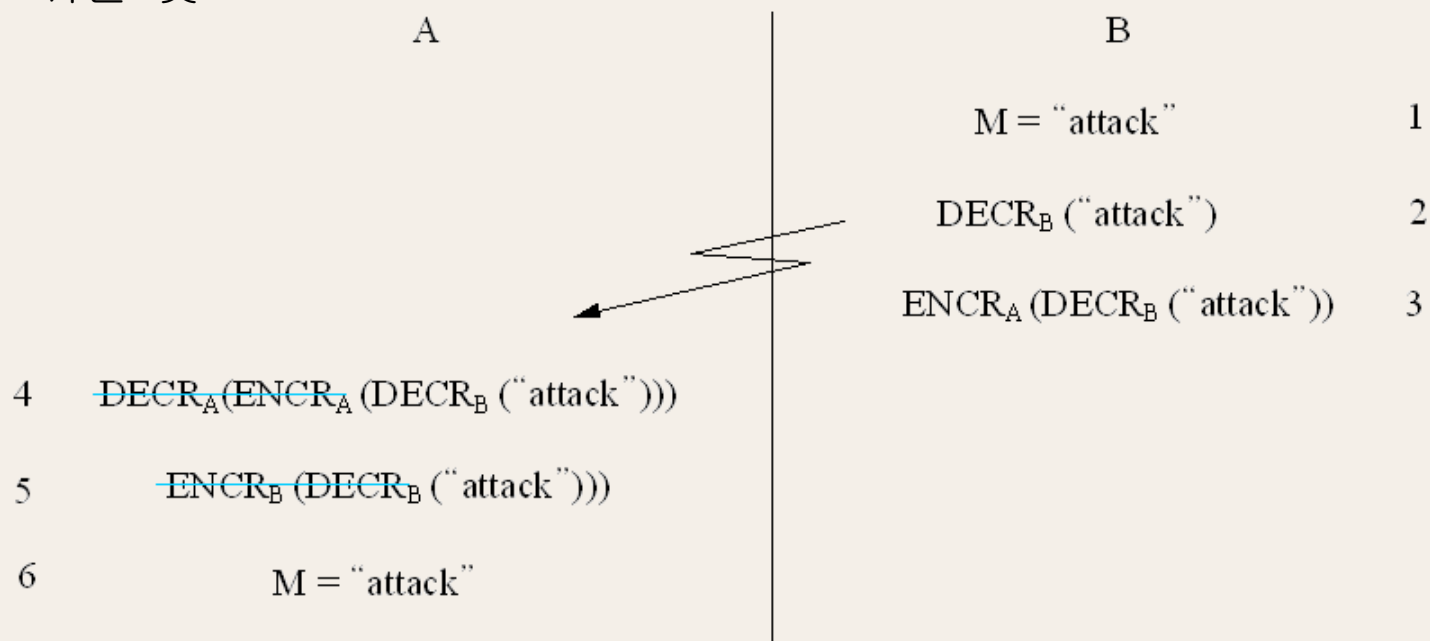 A
B
M = “attack” 1
DECR_B (“attack”) 2
ENCR_A (DECR_B (“attack”)) 3
4 DECR_A(ENCR_A (DECR_B (“attack”)))
5 ENCR_B (DECR_B (“attack”)))
6 M = “attack”